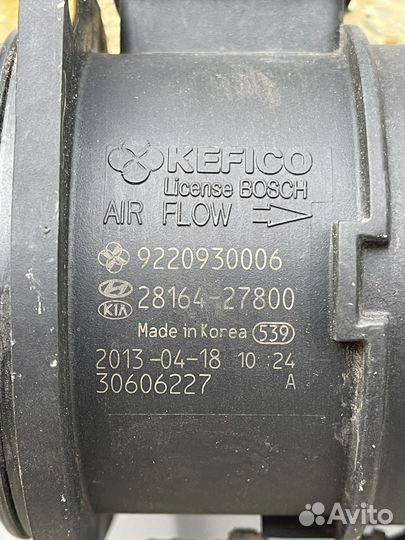 KEFICO
License BOSCH
AIR FLOW
9220930006
28164-27800
KIA
Made in Korea 539
2013-04-18 10:24
30606227 A
Avito